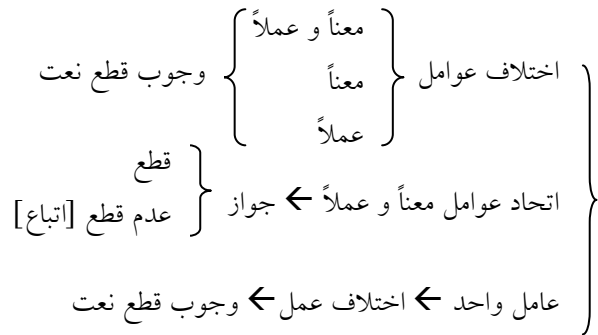 اختلاف عوامل
معناً و عملاً
معناً
عملاً
وجوب قطع نعت
اتحاد عوامل معناً و عملاً ← جواز
قطع
عدم قطع [اتباع]
عامل واحد ← اختلاف عمل ← وجوب قطع نعت